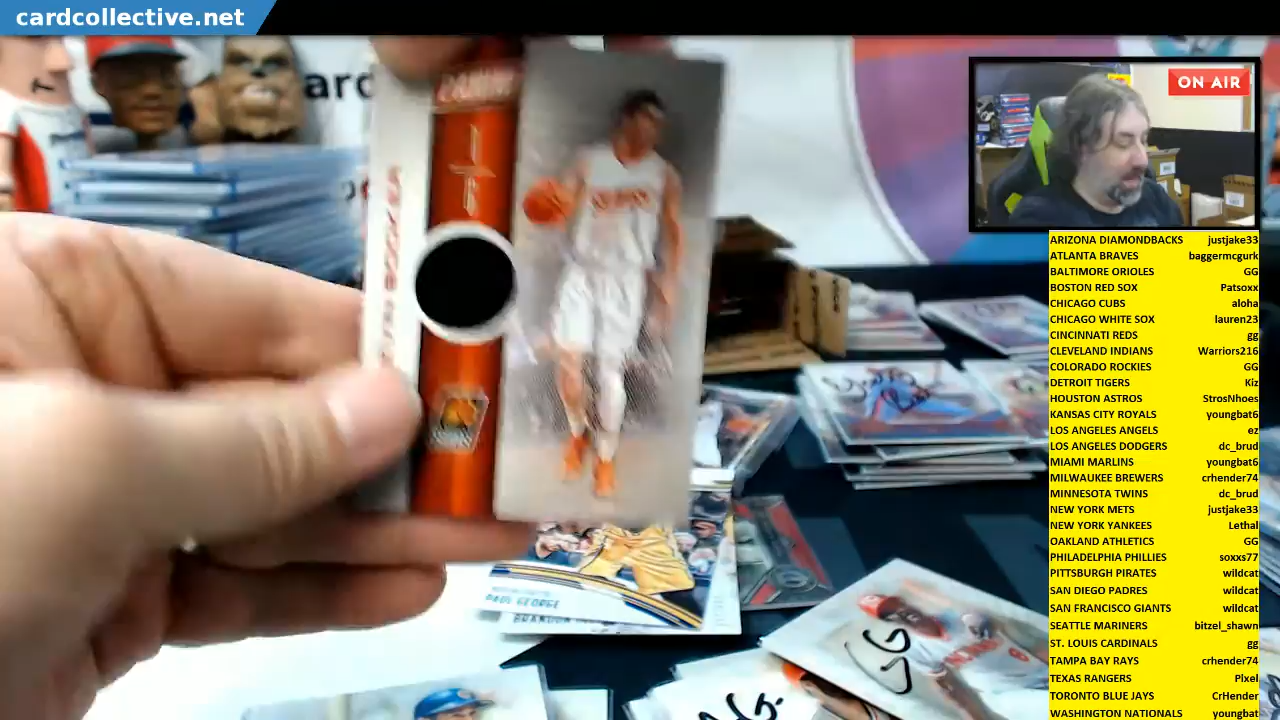 cardcollective.net
ard
ON AIR
PANINI
SUNS
PAUL GEORGE
BRANDON
ARIZONA DIAMONDBACKS justjake33
ATLANTA BRAVES baggermcgurk
BALTIMORE ORIOLES GG
BOSTON RED SOX Patsoxx
CHICAGO CUBS aloha
CHICAGO WHITE SOX lauren23
CINCINNATI REDS gg
CLEVELAND INDIANS Warriors216
COLORADO ROCKIES GG
DETROIT TIGERS Kiz
HOUSTON ASTROS StrosNhoes
KANSAS CITY ROYALS youngbat6
LOS ANGELES ANGELS ez
LOS ANGELES DODGERS dc_brud
MIAMI MARLINS youngbat6
MILWAUKEE BREWERS crhender74
MINNESOTA TWINS dc_brud
NEW YORK METS justjake33
NEW YORK YANKEES Lethal
OAKLAND ATHLETICS GG
PHILADELPHIA PHILLIES soxxs77
PITTSBURGH PIRATES wildcat
SAN DIEGO PADRES wildcat
SAN FRANCISCO GIANTS wildcat
SEATTLE MARINERS bitzel_shawn
ST. LOUIS CARDINALS gg
TAMPA BAY RAYS crhender74
TEXAS RANGERS Pixel
TORONTO BLUE JAYS CrHender
WASHINGTON NATIONALS youngbat